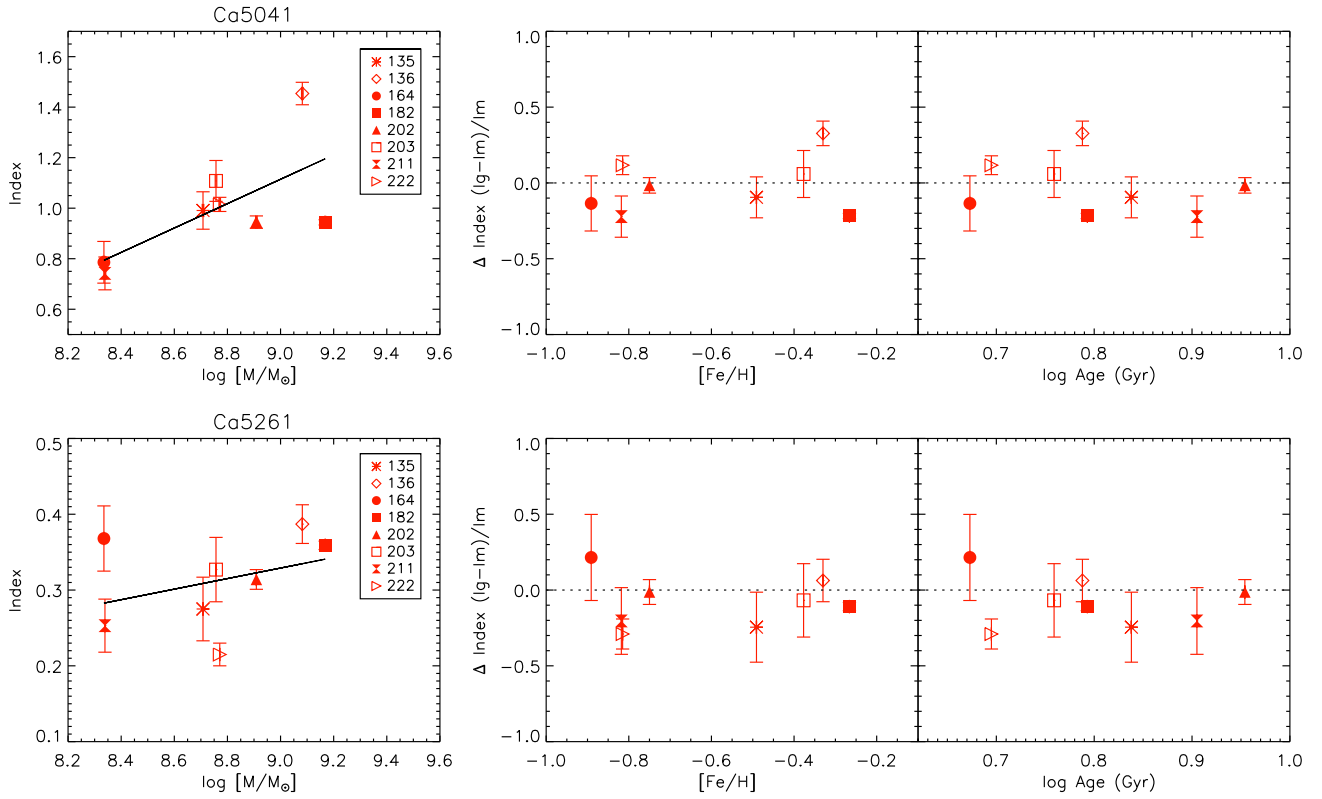 Ca5041
Index
1.6
1.4
1.2
1.0
0.8
0.6
135
136
164
182
202
203
211
222
8.2 8.4 8.6 8.8 9.0 9.2 9.4 9.6
log [M/M⊙]
Δ Index (Ig−Im)/Im
1.0
0.5
0.0
−0.5
−1.0
−1.0 −0.8 −0.6 −0.4 −0.2
[Fe/H]
0.7 0.8 0.9 1.0
log Age (Gyr)
Ca5261
Index
0.5
0.4
0.3
0.2
0.1
135
136
164
182
202
203
211
222
8.2 8.4 8.6 8.8 9.0 9.2 9.4 9.6
log [M/M⊙]
Δ Index (Ig−Im)/Im
1.0
0.5
0.0
−0.5
−1.0
−1.0 −0.8 −0.6 −0.4 −0.2
[Fe/H]
0.7 0.8 0.9 1.0
log Age (Gyr)